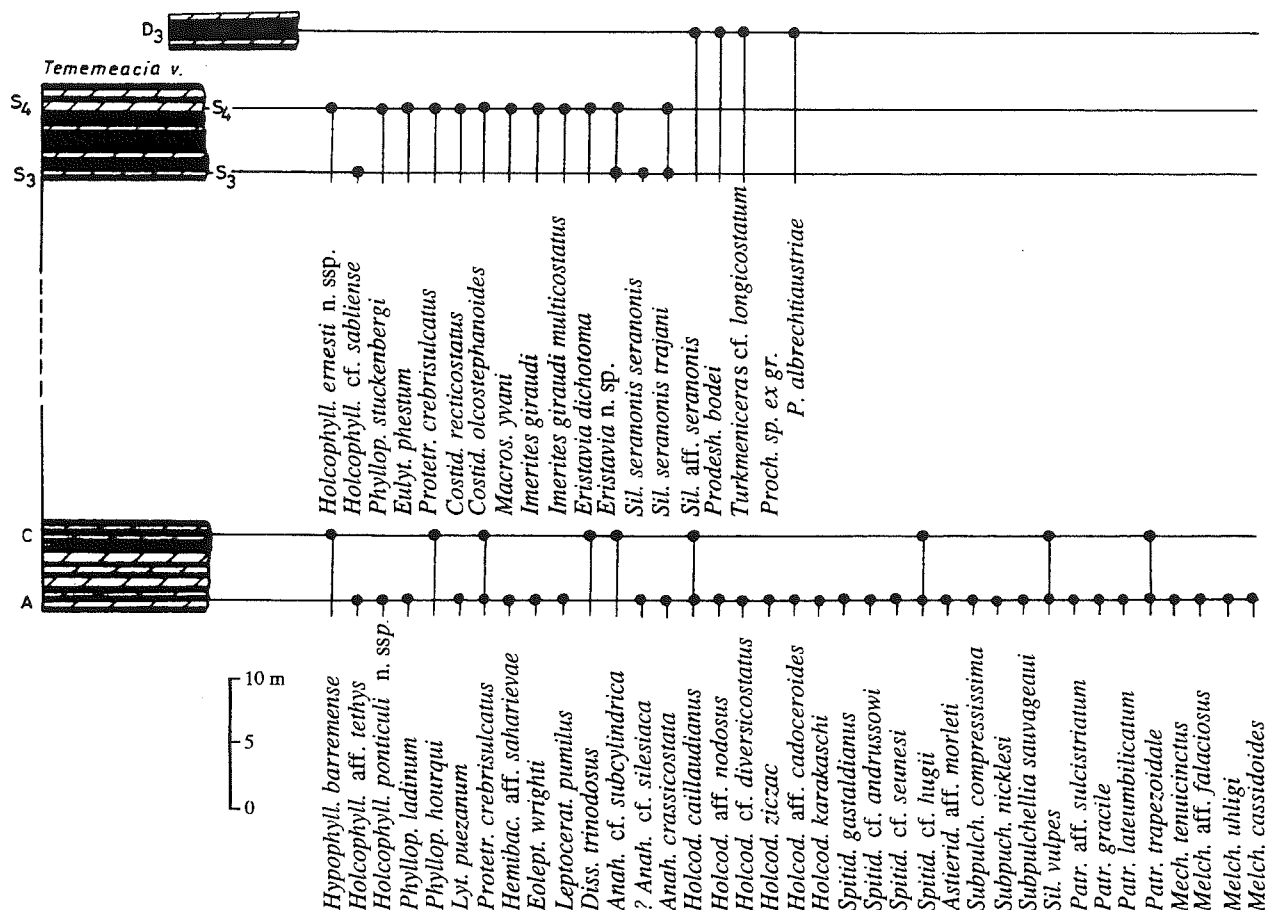 D3
Tememeacia v.
S4
S4
S3
S3
Holcophyll. ernesti n. ssp.
Holcophyll. cf. sabliense
Phyllop. stuckenbergi
Eulyt. phestum
Protetr. crebrisulcatus
Costid. recticostatus
Costid. olcostephanoides
Macros. yvani
Imerites giraudi
Imerites giraudi multicostatus
Eristavia dichotoma
Eristavia n. sp.
Sil. seranonis seranonis
Sil. seranonis trajani
Sil. aff. seranonis
Prodesh. bodei
Turkmeniceras cf. longicostatum
Proch. sp. ex gr.
P. albrechtiaustriae
C
A
10 m
5
0
Hypophyll. barremense
Holcophyll. aff. tethys
Holcophyll. ponticuli n. ssp.
Phyllop. ladinum
Phyllop. hourqui
Lyt. puezanum
Protetr. crebrisulcatus
Hemibac. aff. saharievae
Eolept. wrighti
Leptocerat. pumilus
Diss. trinodosus
Anah. cf. subcylindrica
? Anah. cf. silesiaca
Anah. crassicostata
Holcod. caillaudianus
Holcod. aff. nodosus
Holcod. cf. diversicostatus
Holcod. ziczac
Holcod. aff. cadoceroides
Holcod. karakaschi
Spitid. gastaldianus
Spitid. cf. andrussowi
Spitid. cf. seunesi
Spitid. cf. hugii
Astierid. aff. morleti
Subpulch. compressissima
Subpuch. nicklesi
Subpulchellia sauvageaui
Sil. vulpes
Patr. aff. sulcistriatum
Patr. gracile
Patr. lateumbilicatum
Patr. trapezoidale
Mech. tenuicinctus
Melch. aff. falaciosus
Melch. uhligi
Melch. cassidoides